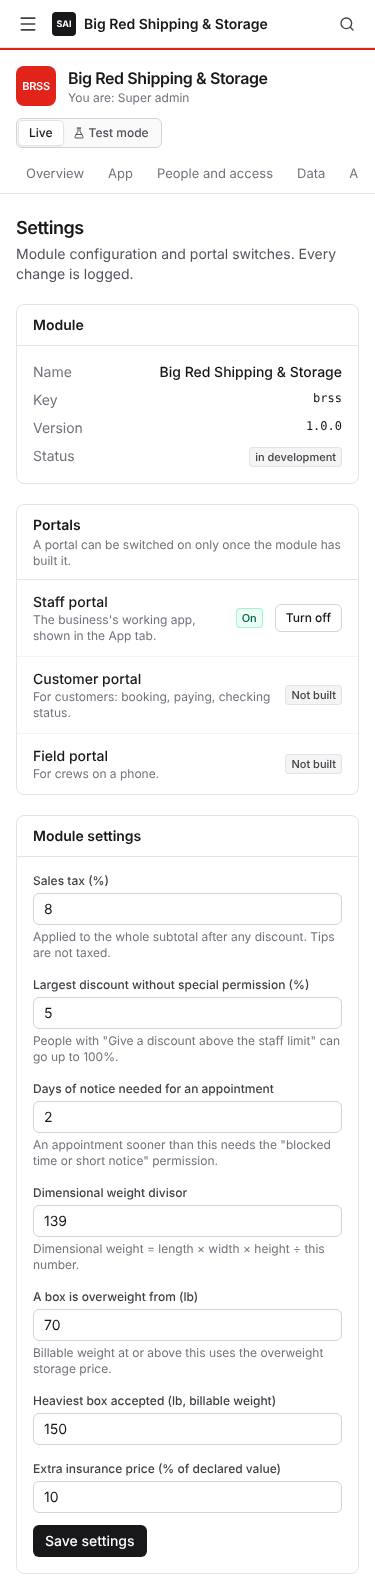 SAI Big Red Shipping & Storage
BRSS
Big Red Shipping & Storage
You are: Super admin
Live Test mode
Overview App People and access Data A
Settings
Module configuration and portal switches. Every
change is logged.
Module
Name Big Red Shipping & Storage
Key brss
Version 1.0.0
Status in development
Portals
A portal can be switched on only once the module has
built it.
Staff portal
The business's working app,
shown in the App tab.
On Turn off
Customer portal
For customers: booking, paying, checking
status.
Not built
Field portal
For crews on a phone.
Not built
Module settings
Sales tax (%)
8
Applied to the whole subtotal after any discount. Tips
are not taxed.
Largest discount without special permission (%)
5
People with "Give a discount above the staff limit" can
go up to 100%.
Days of notice needed for an appointment
2
An appointment sooner than this needs the "blocked
time or short notice" permission.
Dimensional weight divisor
139
Dimensional weight = length × width × height ÷ this
number.
A box is overweight from (lb)
70
Billable weight at or above this uses the overweight
storage price.
Heaviest box accepted (lb, billable weight)
150
Extra insurance price (% of declared value)
10
Save settings